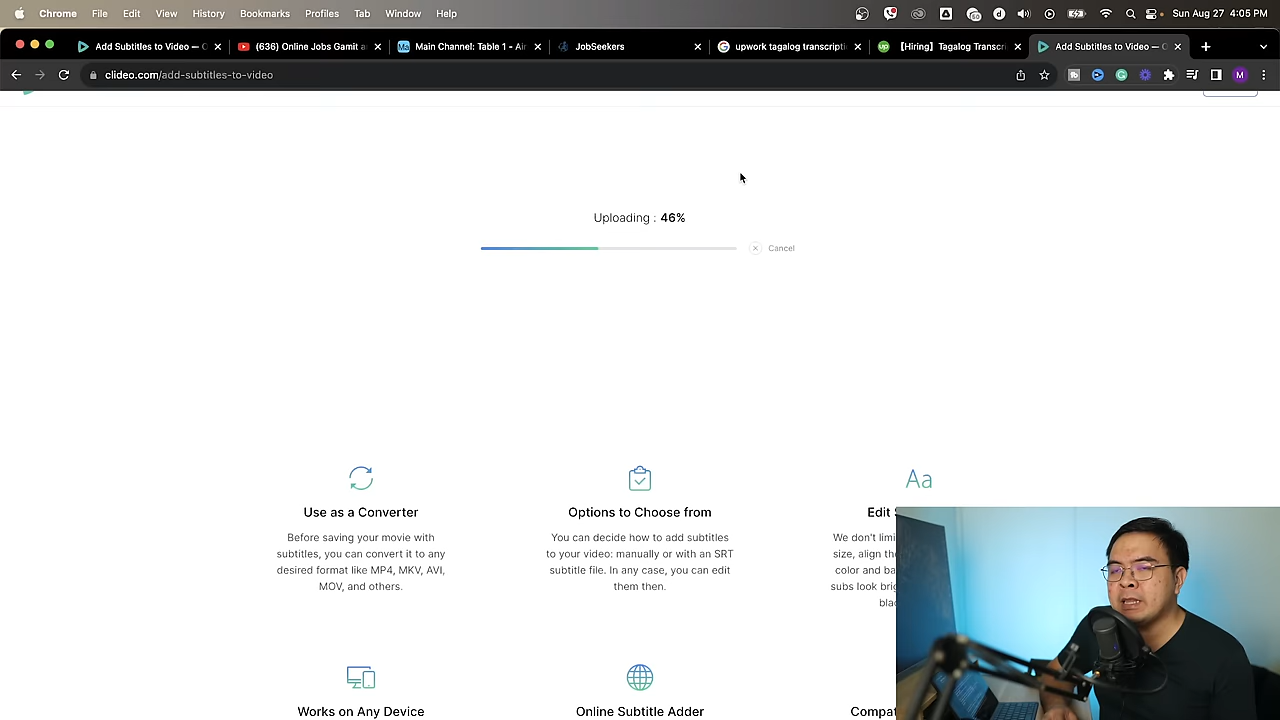 Chrome File Edit View History Bookmarks Profiles Tab Window Help Sun Aug 27 4:05 PM
Add Subtitles to Video — (636) Online Jobs Gamit a Main Channel: Table 1 - Air JobSeekers upwork tagalog transcripti [Hiring] Tagalog Transcri Add Subtitles to Video —
clideo.com/add-subtitles-to-video M
Uploading : 46%
Cancel
Aa
Use as a Converter
Before saving your movie with
subtitles, you can convert it to any
desired format like MP4, MKV, AVI,
MOV, and others.
Options to Choose from
You can decide how to add subtitles
to your video: manually or with an SRT
subtitle file. In any case, you can edit
them then.
Edit
We don't limi
size, align the
color and ba
subs look brig
blac
Works on Any Device
Online Subtitle Adder
Compat